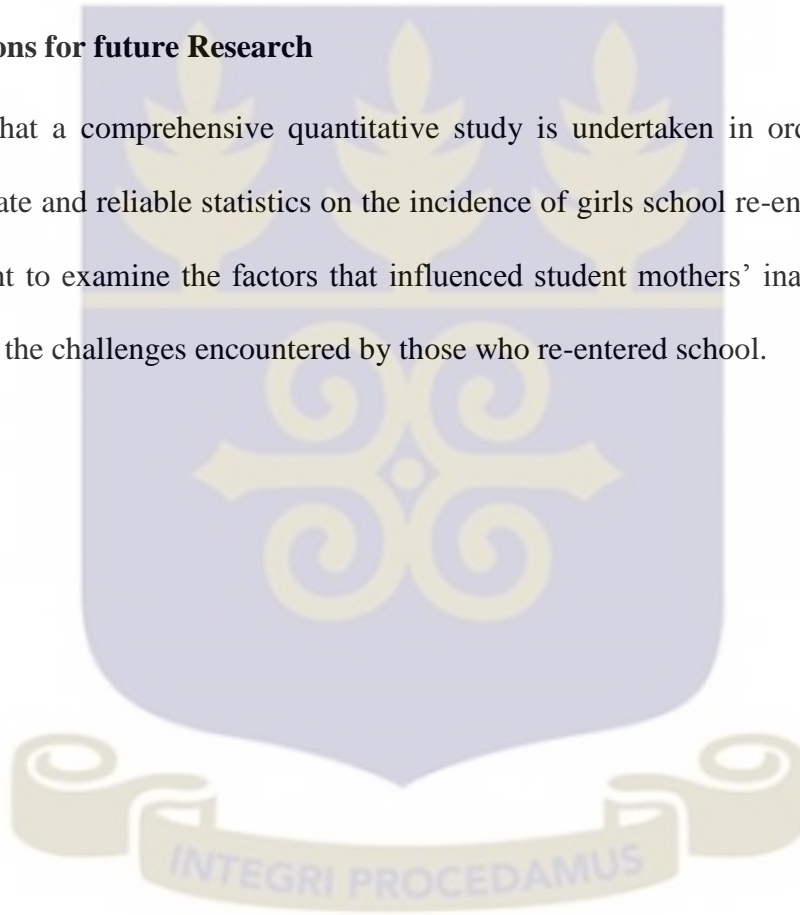 ons for future Research
hat a comprehensive quantitative study is undertaken in ord
ate and reliable statistics on the incidence of girls school re-en
nt to examine the factors that influenced student mothers’ ina
the challenges encountered by those who re-entered school.
INTEGRI PROCEDAMUS